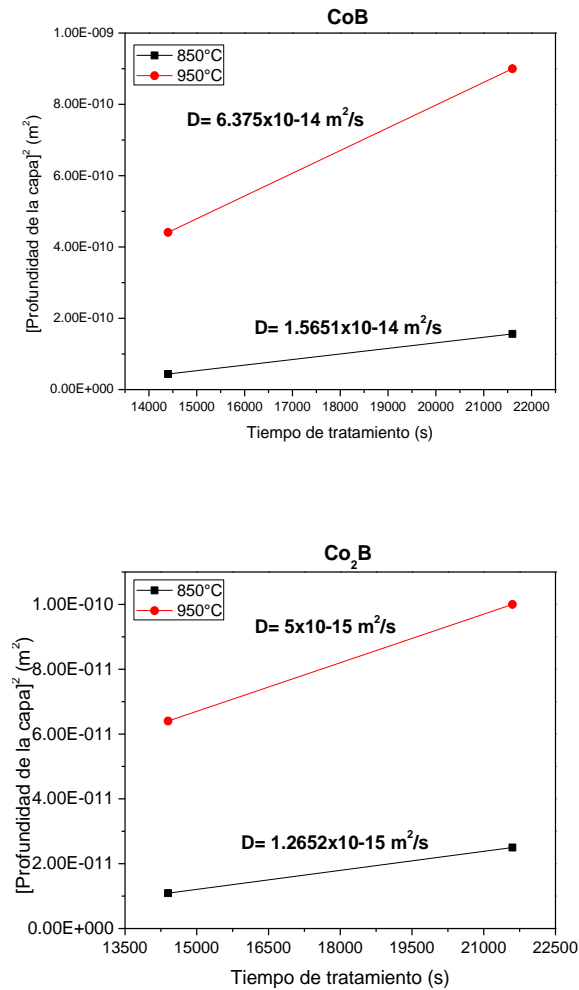 CoB
1.00E-009
8.00E-010
6.00E-010
4.00E-010
2.00E-010
0.00E+000
[Profundidad de la capa]² (m²)
850°C
950°C
D= 6.375x10-14 m²/s
D= 1.5651x10-14 m²/s
14000 15000 16000 17000 18000 19000 20000 21000 22000
Tiempo de tratamiento (s)
Co₂B
1.00E-010
8.00E-011
6.00E-011
4.00E-011
2.00E-011
0.00E+000
[Profundidad de la capa]² (m²)
850°C
950°C
D= 5x10-15 m²/s
D= 1.2652x10-15 m²/s
13500 15000 16500 18000 19500 21000 22500
Tiempo de tratamiento (s)